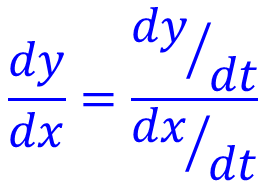 dy/dx = (dy/dt)/(dx/dt)